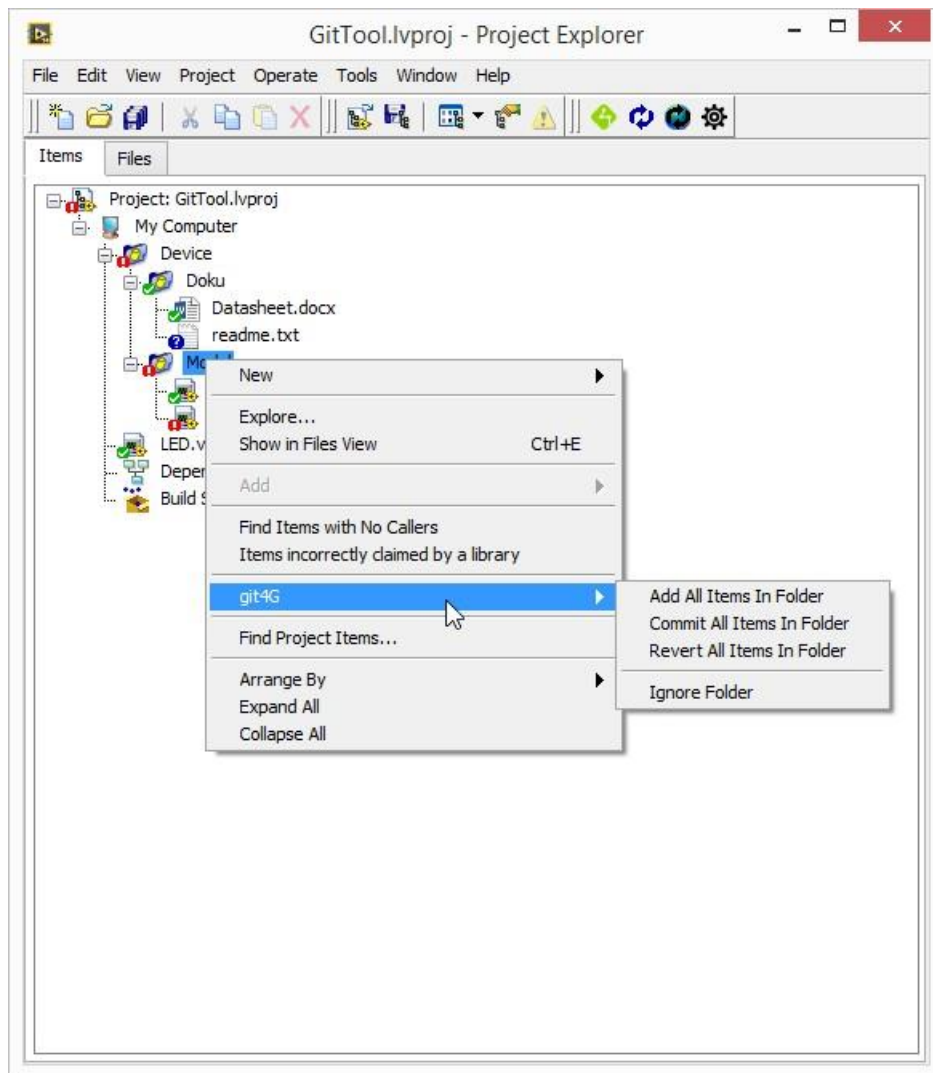 GitTool.lvproj - Project Explorer
File Edit View Project Operate Tools Window Help
Items Files
Project: GitTool.lvproj
My Computer
Device
Doku
Datasheet.docx
readme.txt
New
Explore...
Show in Files View Ctrl+E
Add
Find Items with No Callers
Items incorrectly claimed by a library
git4G
Find Project Items...
Arrange By
Expand All
Collapse All
Add All Items In Folder
Commit All Items In Folder
Revert All Items In Folder
Ignore Folder
LED.v
Deper
Build S